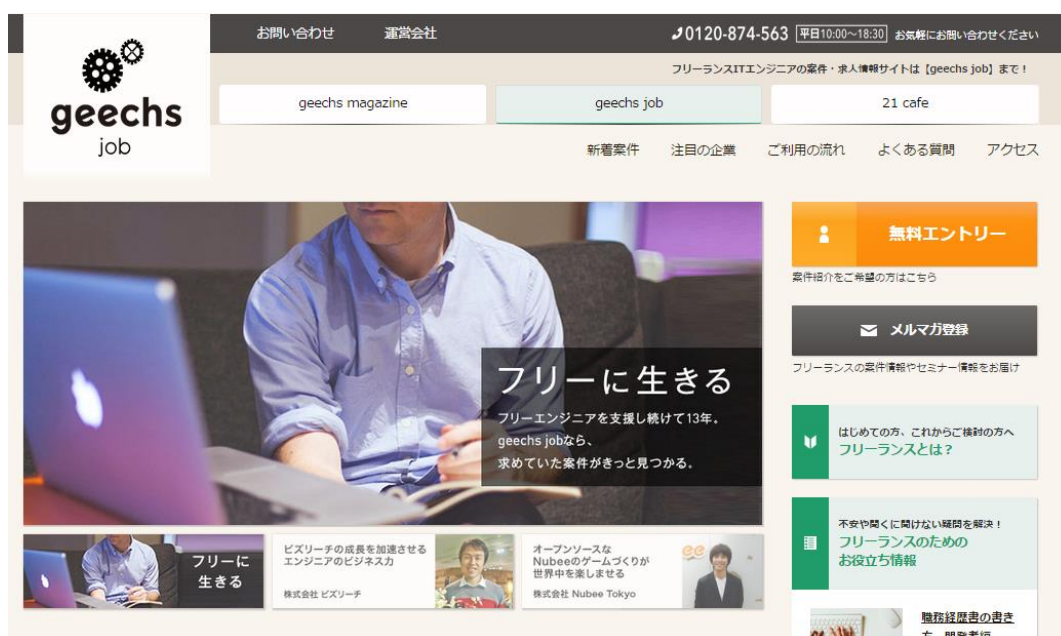 お問い合わせ
運営会社
0120-874-563 平日10:00～18:30 お気軽にお問い合わせください
フリーランスITエンジニアの案件・求人情報サイトは【geechs job】まで！
geechs
job
geechs magazine
geechs job
21 cafe
新着案件
注目の企業
ご利用の流れ
よくある質問
アクセス
フリーに生きる
フリーエンジニアを支援し続けて13年。
geechs jobなら、
求めていた案件がきっと見つかる。
無料エントリー
案件紹介をご希望の方はこちら
メルマガ登録
フリーランスの案件情報やセミナー情報をお届け
はじめての方、これからご検討の方へ
フリーランスとは？
不安や聞くに聞けない疑問を解決！
フリーランスのための
お役立ち情報
職務経歴書の書き
フリーに
生きる
ビズリーチの成長を加速させる
エンジニアのビジネス力
株式会社 ビズリーチ
オープンソースな
Nubeeのゲームづくりが
世界中を楽しませる
株式会社 Nubee Tokyo